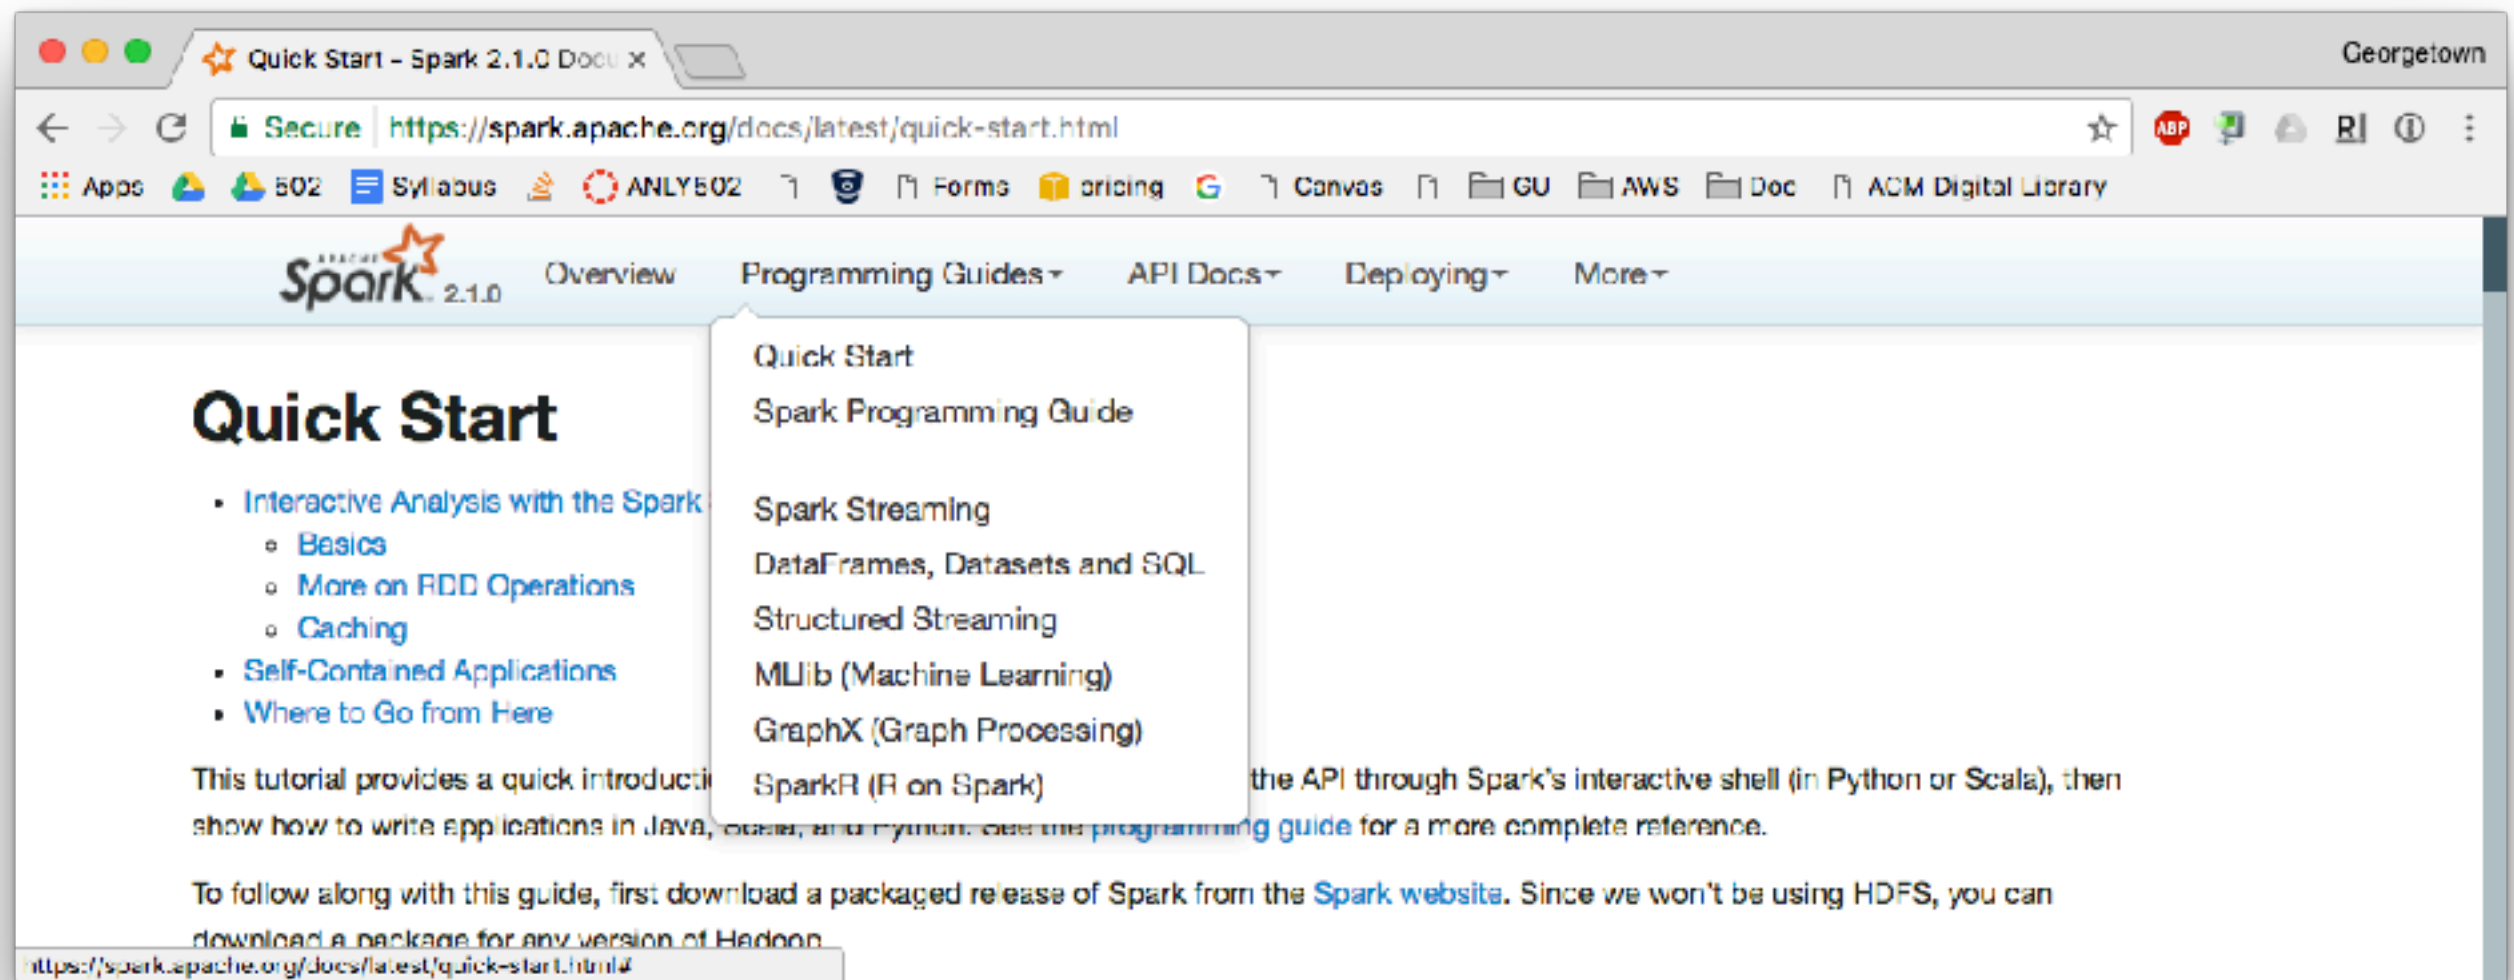 Quick Start - Spark 2.1.0 Docu
Georgetown
Secure https://spark.apache.org/docs/latest/quick-start.html
ABP
R|
Apps 502 Syllabus ANLY502 Forms pricing Canvas GU AWS Doc ACM Digital Library
APACHE
Spark 2.1.0 Overview Programming Guides API Docs Deploying More
Quick Start
Spark Programming Guide
Spark Streaming
DataFrames, Datasets and SQL
Structured Streaming
MLlib (Machine Learning)
GraphX (Graph Processing)
SparkR (R on Spark)
Quick Start
Interactive Analysis with the Spark
Basics
More on RDD Operations
Caching
Self-Contained Applications
Where to Go from Here
This tutorial provides a quick introducti the API through Spark's interactive shell (in Python or Scala), then
show how to write applications in Java, Scala, and Python. See the programming guide for a more complete reference.
To follow along with this guide, first download a packaged release of Spark from the Spark website. Since we won't be using HDFS, you can
download a package for any version of Hadoop
https://spark.apache.org/docs/latest/quick-start.html#